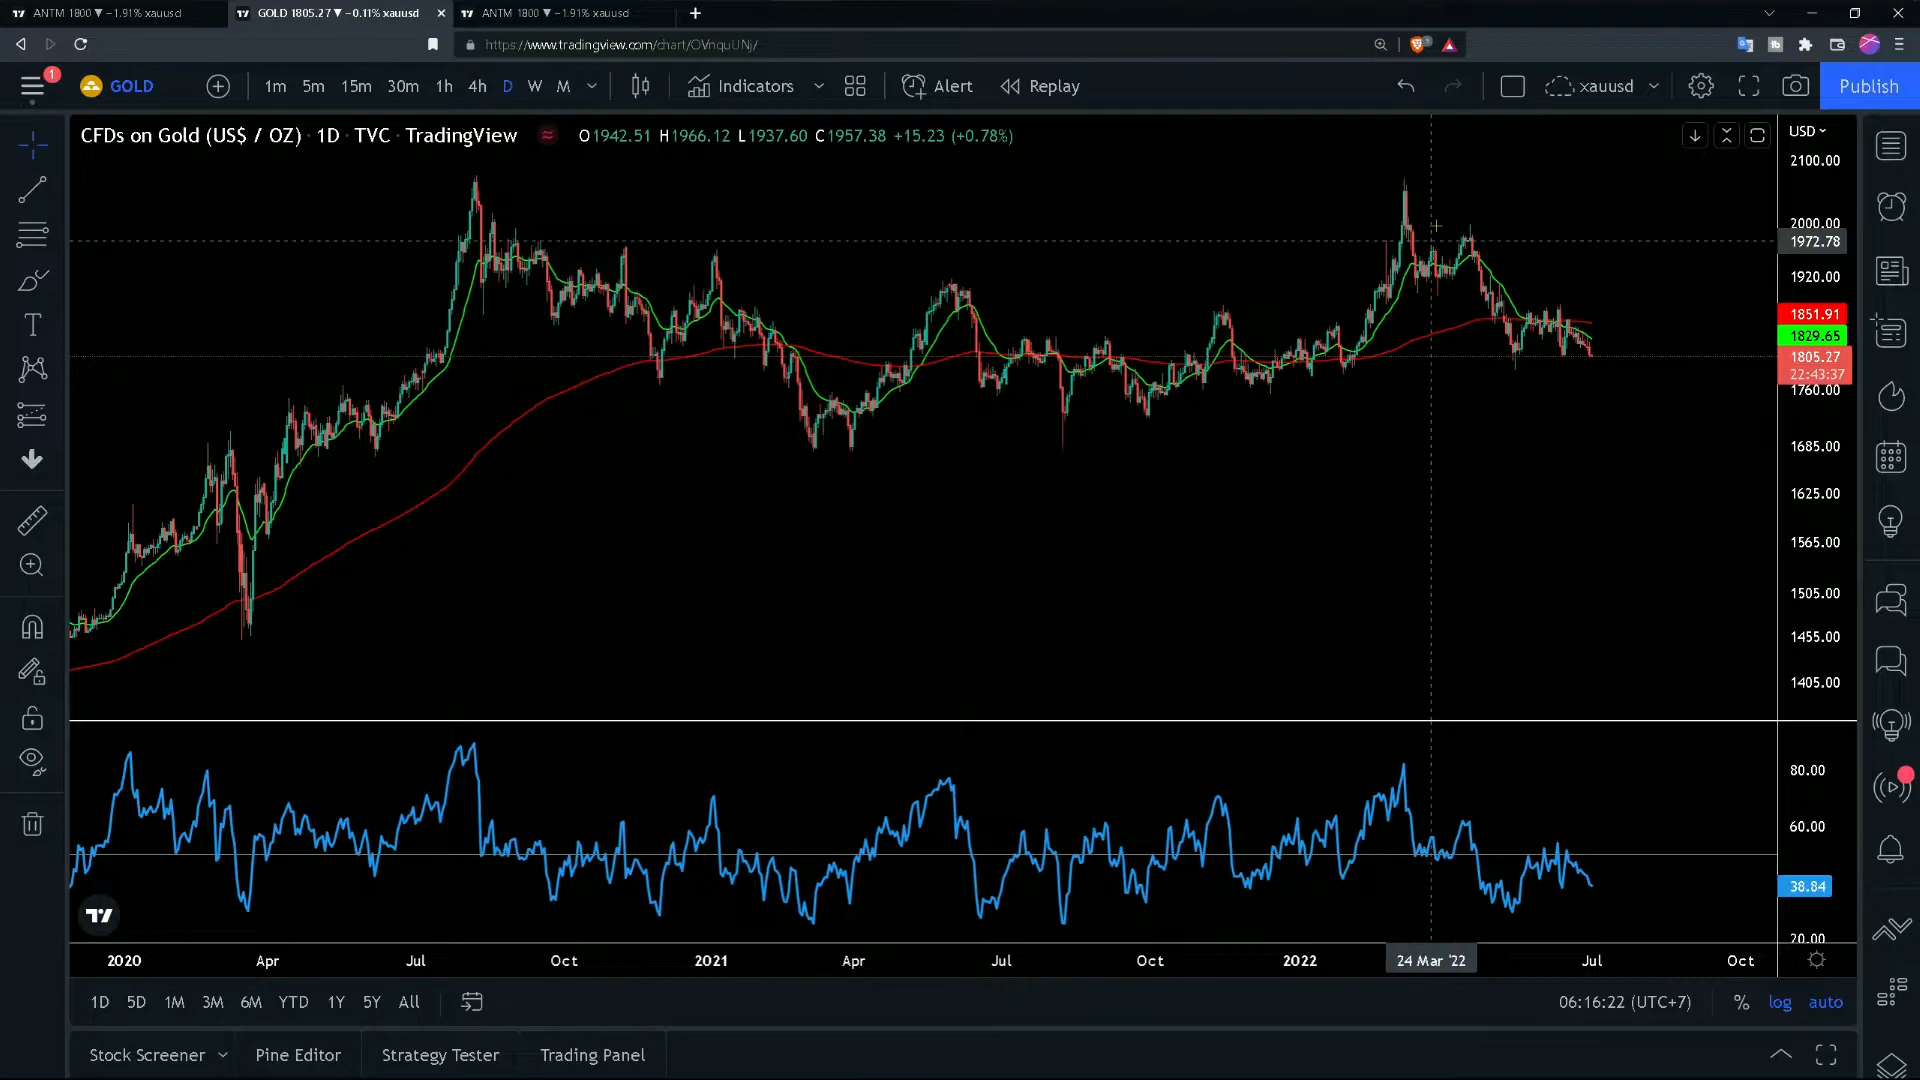 ANTM 1800 ▼ −1.91% xauusd
GOLD 1805.27 ▼ −0.11% xauusd
ANTM 1800 ▼ −1.91% xauusd
https://www.tradingview.com/chart/OVnquUNj/
1
GOLD
1m 5m 15m 30m 1h 4h D W M
Indicators
Alert
Replay
xauusd
Publish
CFDs on Gold (US$ / OZ) · 1D · TVC · TradingView
O1942.51 H1966.12 L1937.60 C1957.38 +15.23 (+0.78%)
USD
2100.00
2000.00
1972.78
1920.00
1851.91
1829.65
1805.27
22:43:37
1760.00
1685.00
1625.00
1565.00
1505.00
1455.00
1405.00
80.00
60.00
38.84
20.00
2020 Apr Jul Oct 2021 Apr Jul Oct 2022 24 Mar '22 Jul Oct
1D 5D 1M 3M 6M YTD 1Y 5Y All
06:16:22 (UTC+7)
% log auto
Stock Screener Pine Editor Strategy Tester Trading Panel